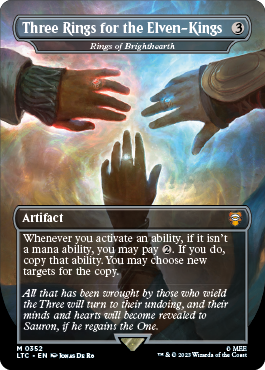 Three Rings for the Elven-Kings 3
Rings of Brighthearth
Artifact
Whenever you activate an ability, if it isn't
a mana ability, you may pay 2. If you do,
copy that ability. You may choose new
targets for the copy.
All that has been wrought by those who wield
the Three will turn to their undoing, and their
minds and hearts will become revealed to
Sauron, if he regains the One.
M 0352
LTC • EN Jonas De Ro
© MEE
™ & © 2023 Wizards of the Coast